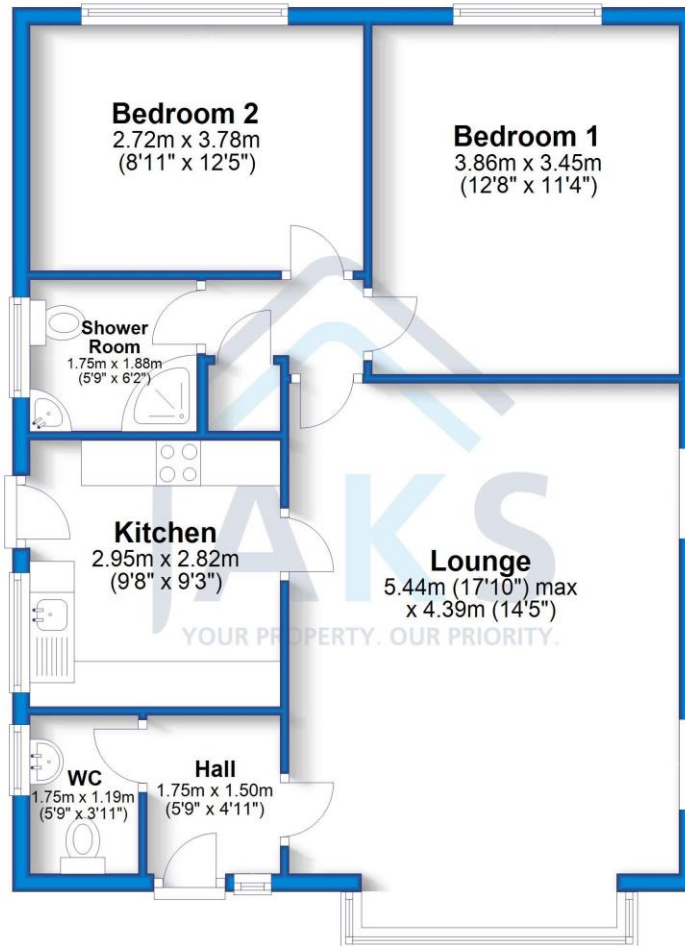 Bedroom 2
2.72m x 3.78m
(8'11" x 12'5")
Bedroom 1
3.86m x 3.45m
(12'8" x 11'4")
Shower
Room
1.75m x 1.88m
(5'9" x 6'2")
Kitchen
2.95m x 2.82m
(9'8" x 9'3")
Lounge
5.44m (17'10") max
x 4.39m (14'5")
JAKS
YOUR PROPERTY. OUR PRIORITY.
WC
1.75m x 1.19m
(5'9" x 3'11")
Hall
1.75m x 1.50m
(5'9" x 4'11")